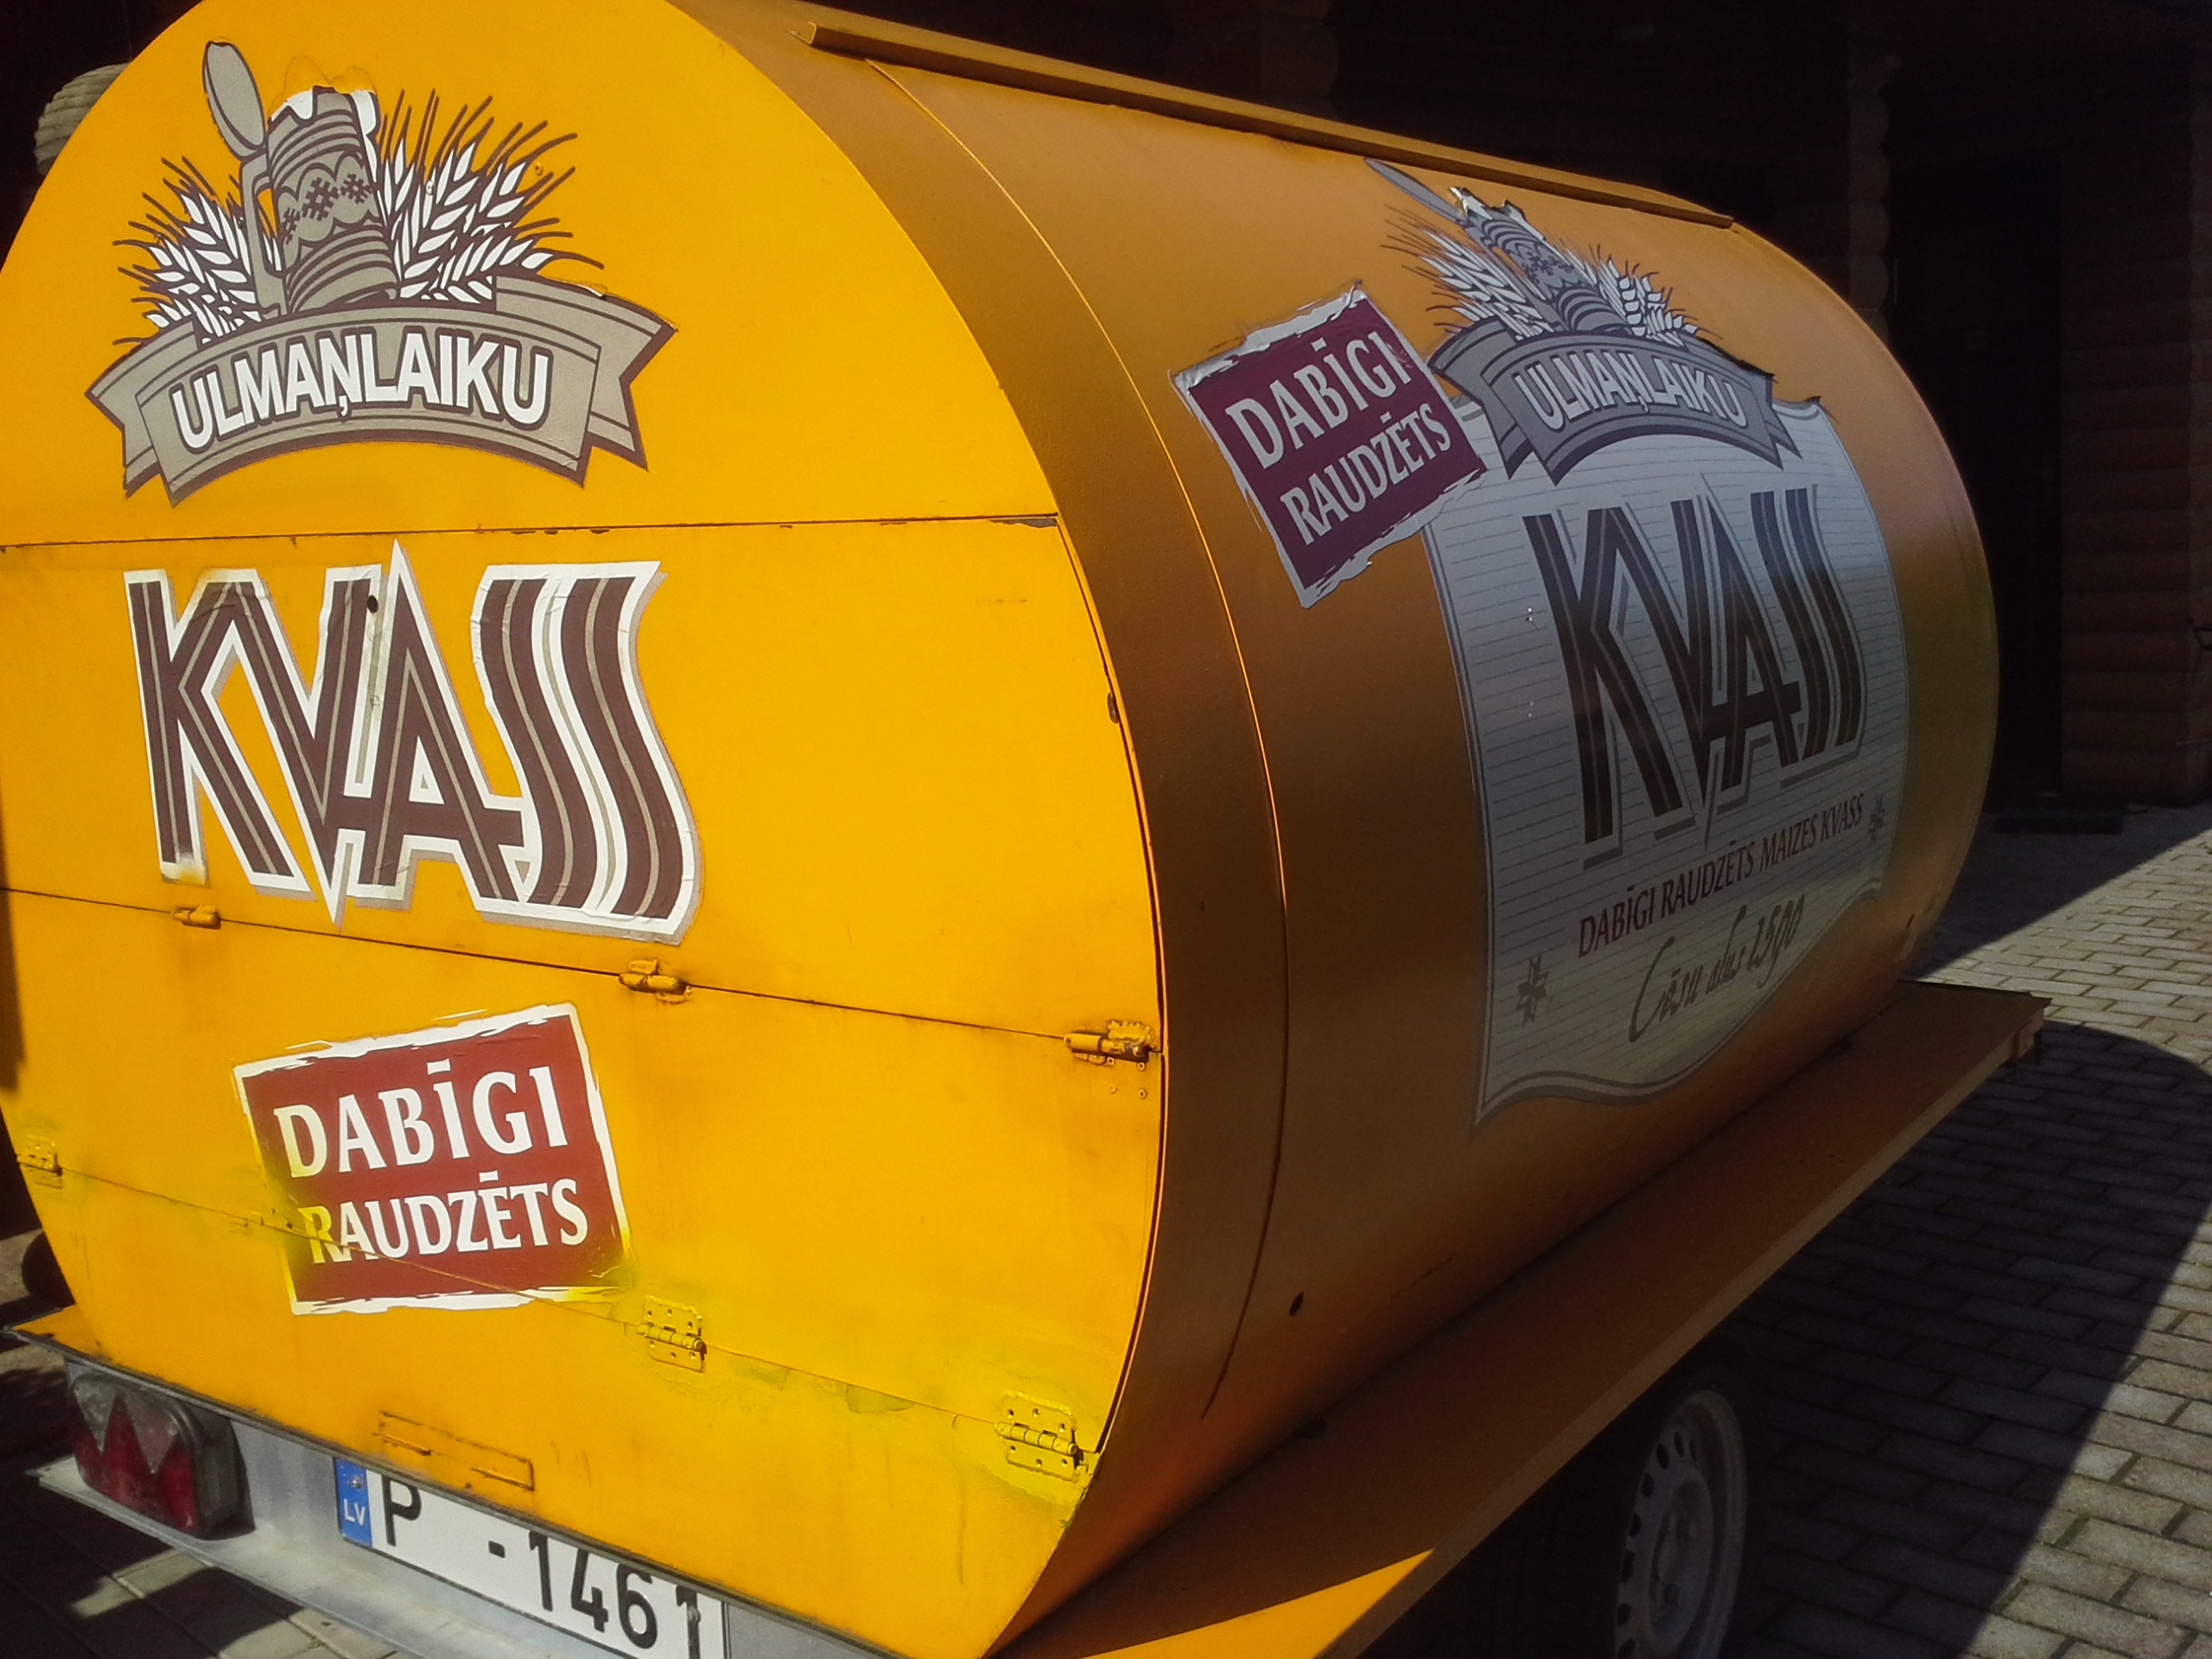 ULMAŅLAIKU
KVASS
DABĪGI
RAUDZĒTS
LV
P -1461
DABĪGI
RAUDZĒTS
ULMAŅLAIKU
KVASS
DABĪGI RAUDZĒTS MAIZES KVASS
Cēsu alus 1590